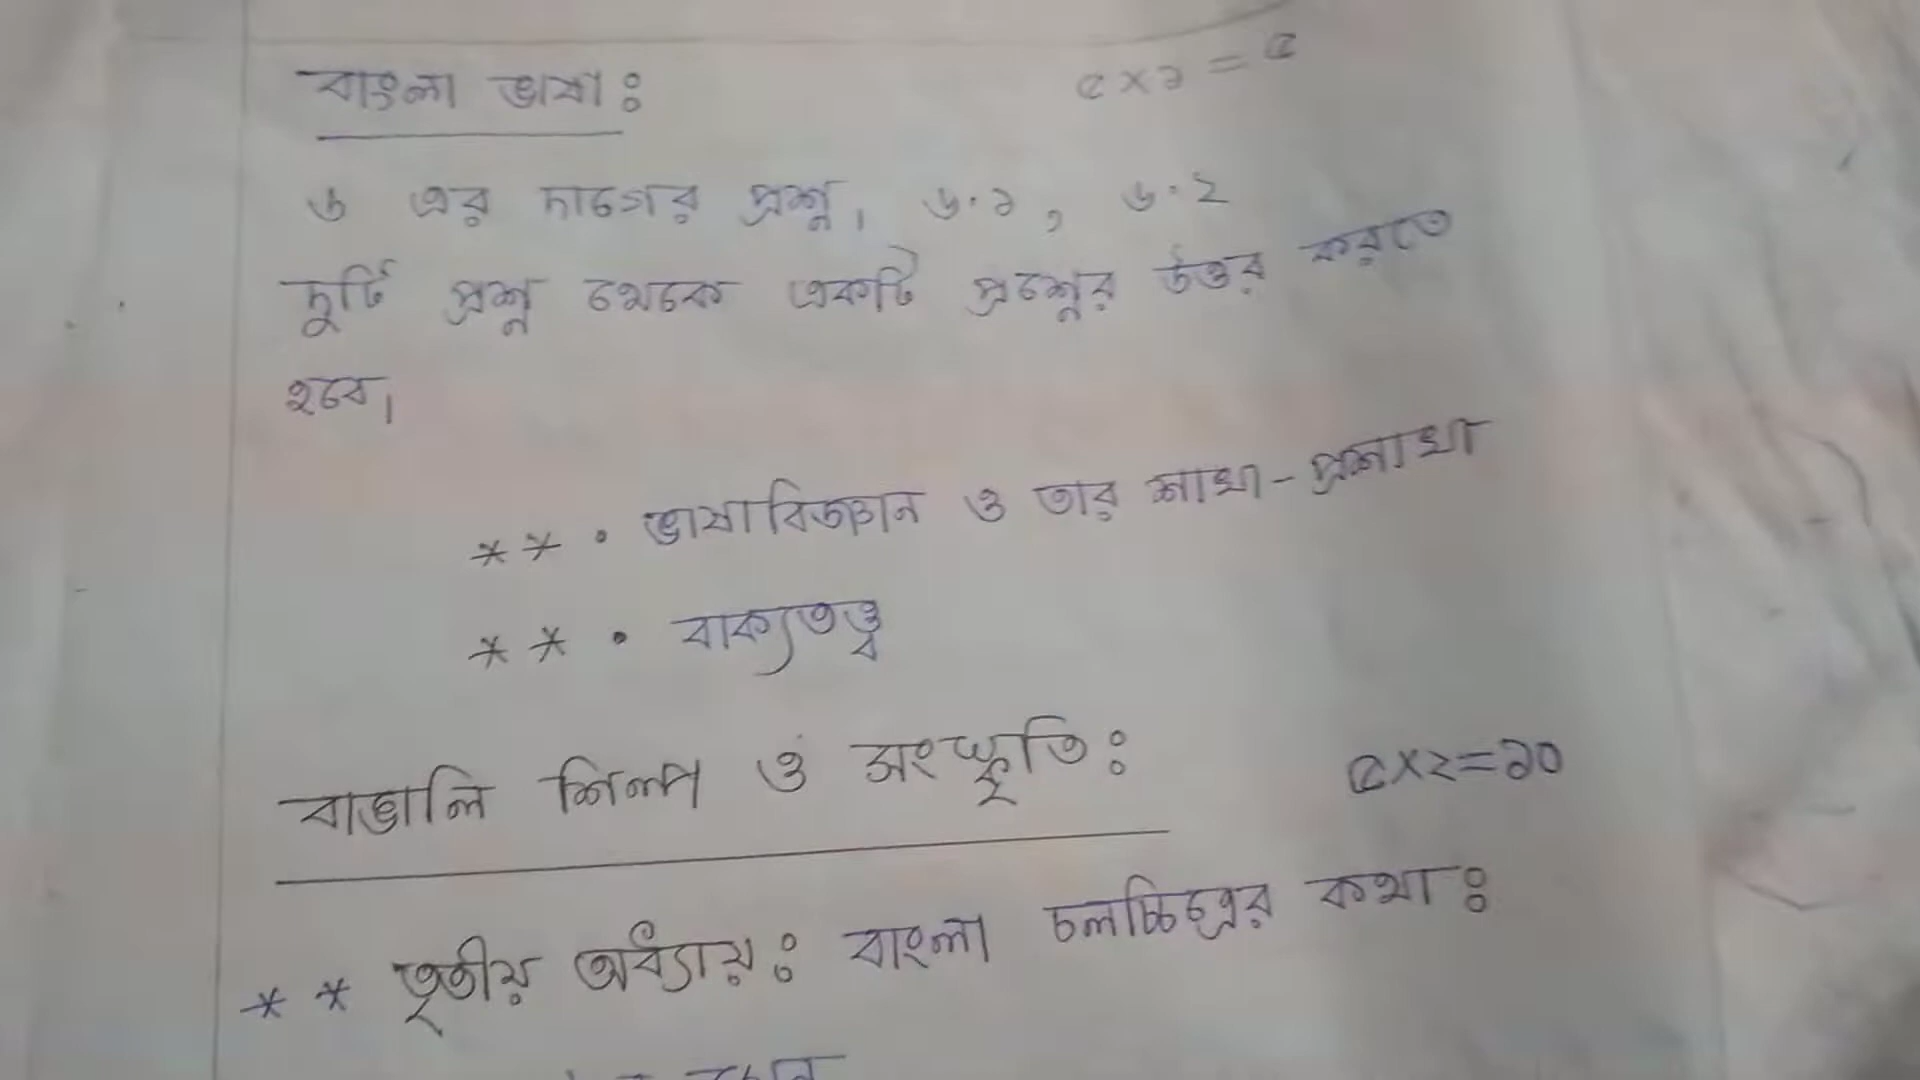 বাংলা ভাষা : ৫×১=৫
৬ এর দাগের প্রশ্ন, ৬.১, ৬.২
দুটি প্রশ্ন থেকে একটি প্রশ্নের উত্তর করতে
হবে,
** • ভাষাবিজ্ঞান ও তার শাখা-প্রশাখা
** • বাক্যতত্ত্ব
বাঙালি শিল্প ও সংস্কৃতি : ৫×২=১০
** তৃতীয় অধ্যায় : বাংলা চলচ্চিত্রের কথা :